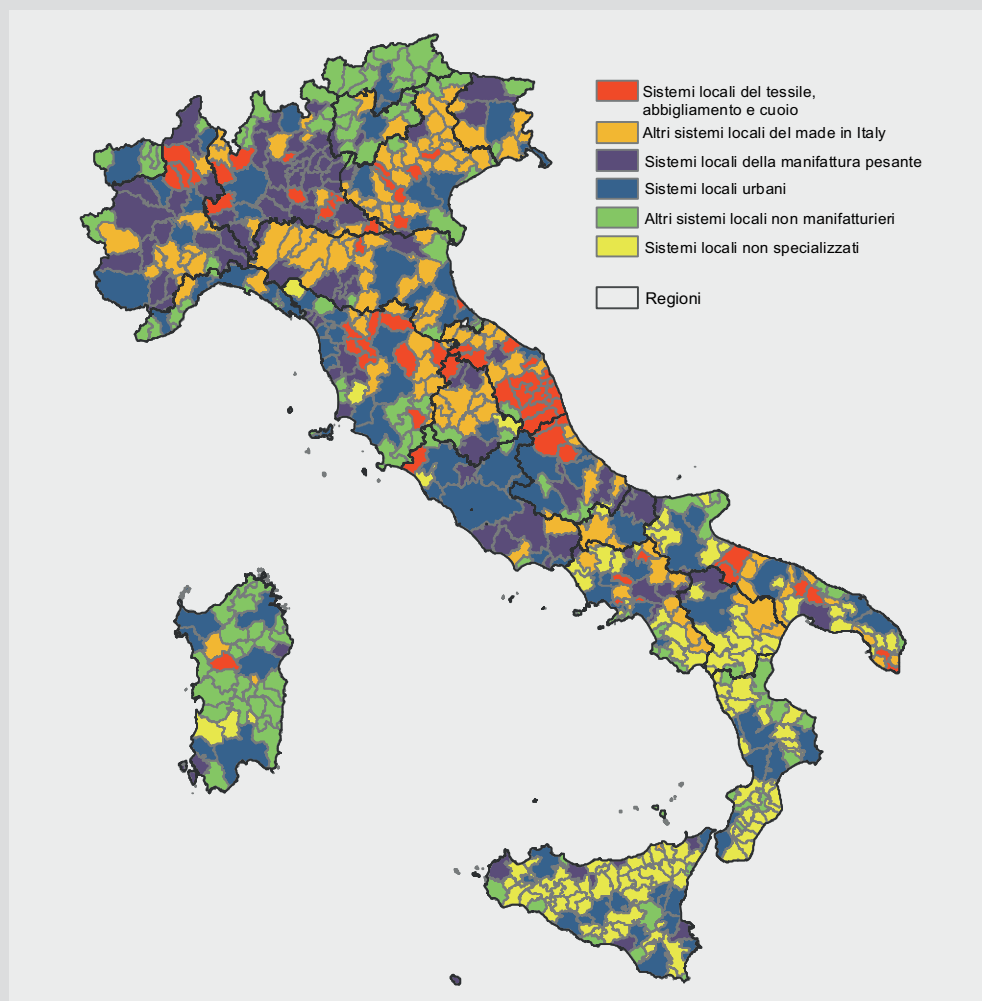 Sistemi locali del tessile,
abbigliamento e cuoio
Altri sistemi locali del made in Italy
Sistemi locali della manifattura pesante
Sistemi locali urbani
Altri sistemi locali non manifatturieri
Sistemi locali non specializzati
Regioni